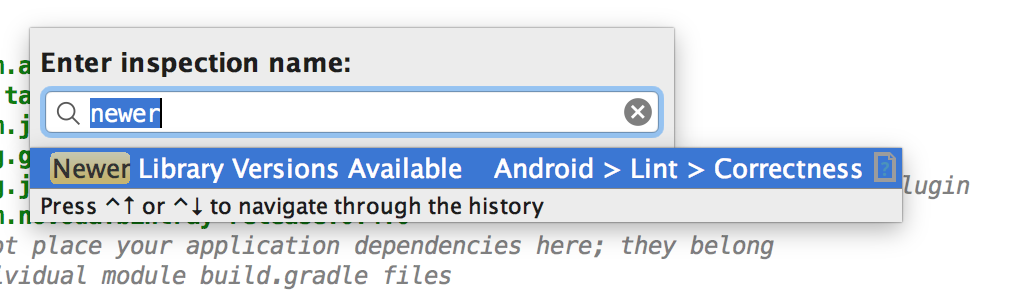 Enter inspection name:
newer
Newer Library Versions Available Android > Lint > Correctness ?
Press ^↑ or ^↓ to navigate through the history
lugin
ot place your application dependencies here; they belong
vidual module build.gradle files